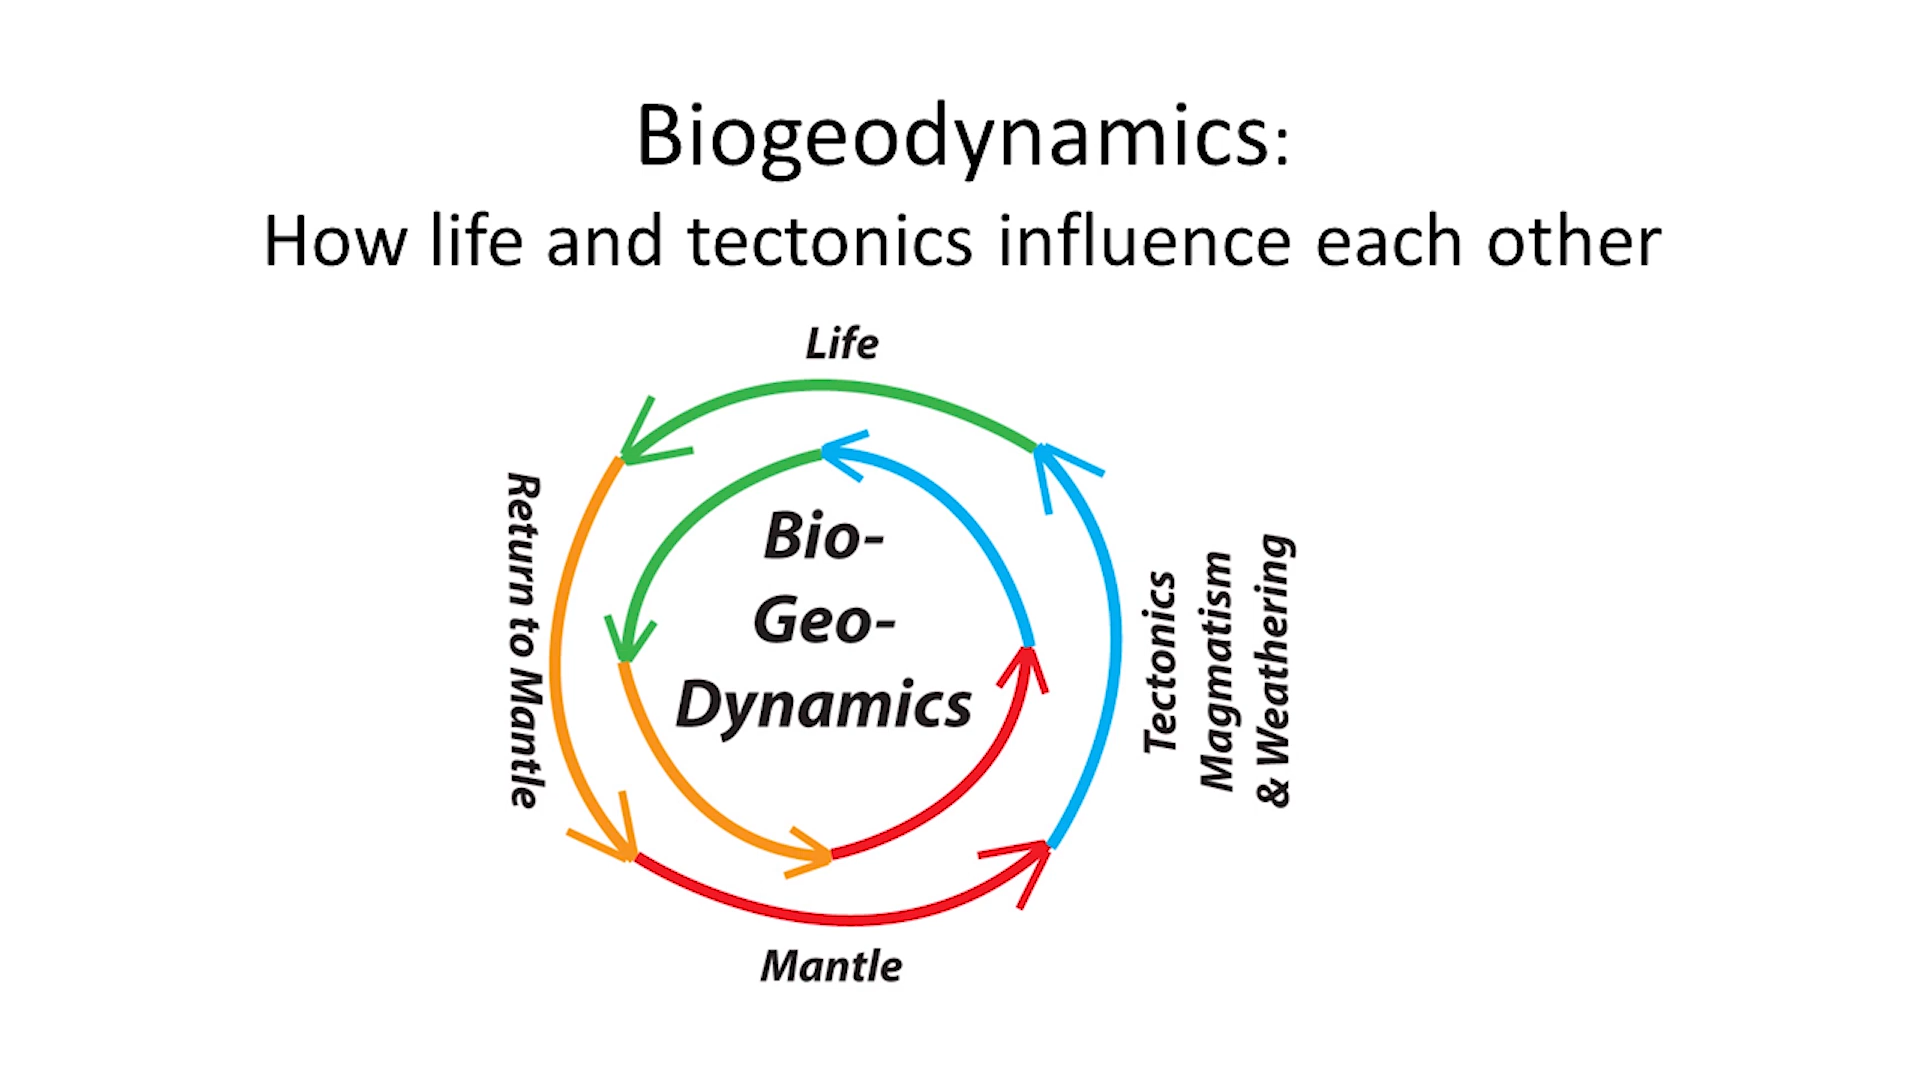 Biogeodynamics:
How life and tectonics influence each other
Life
Return to Mantle
Bio-
Geo-
Dynamics
Tectonics
Magmatism
& Weathering
Mantle